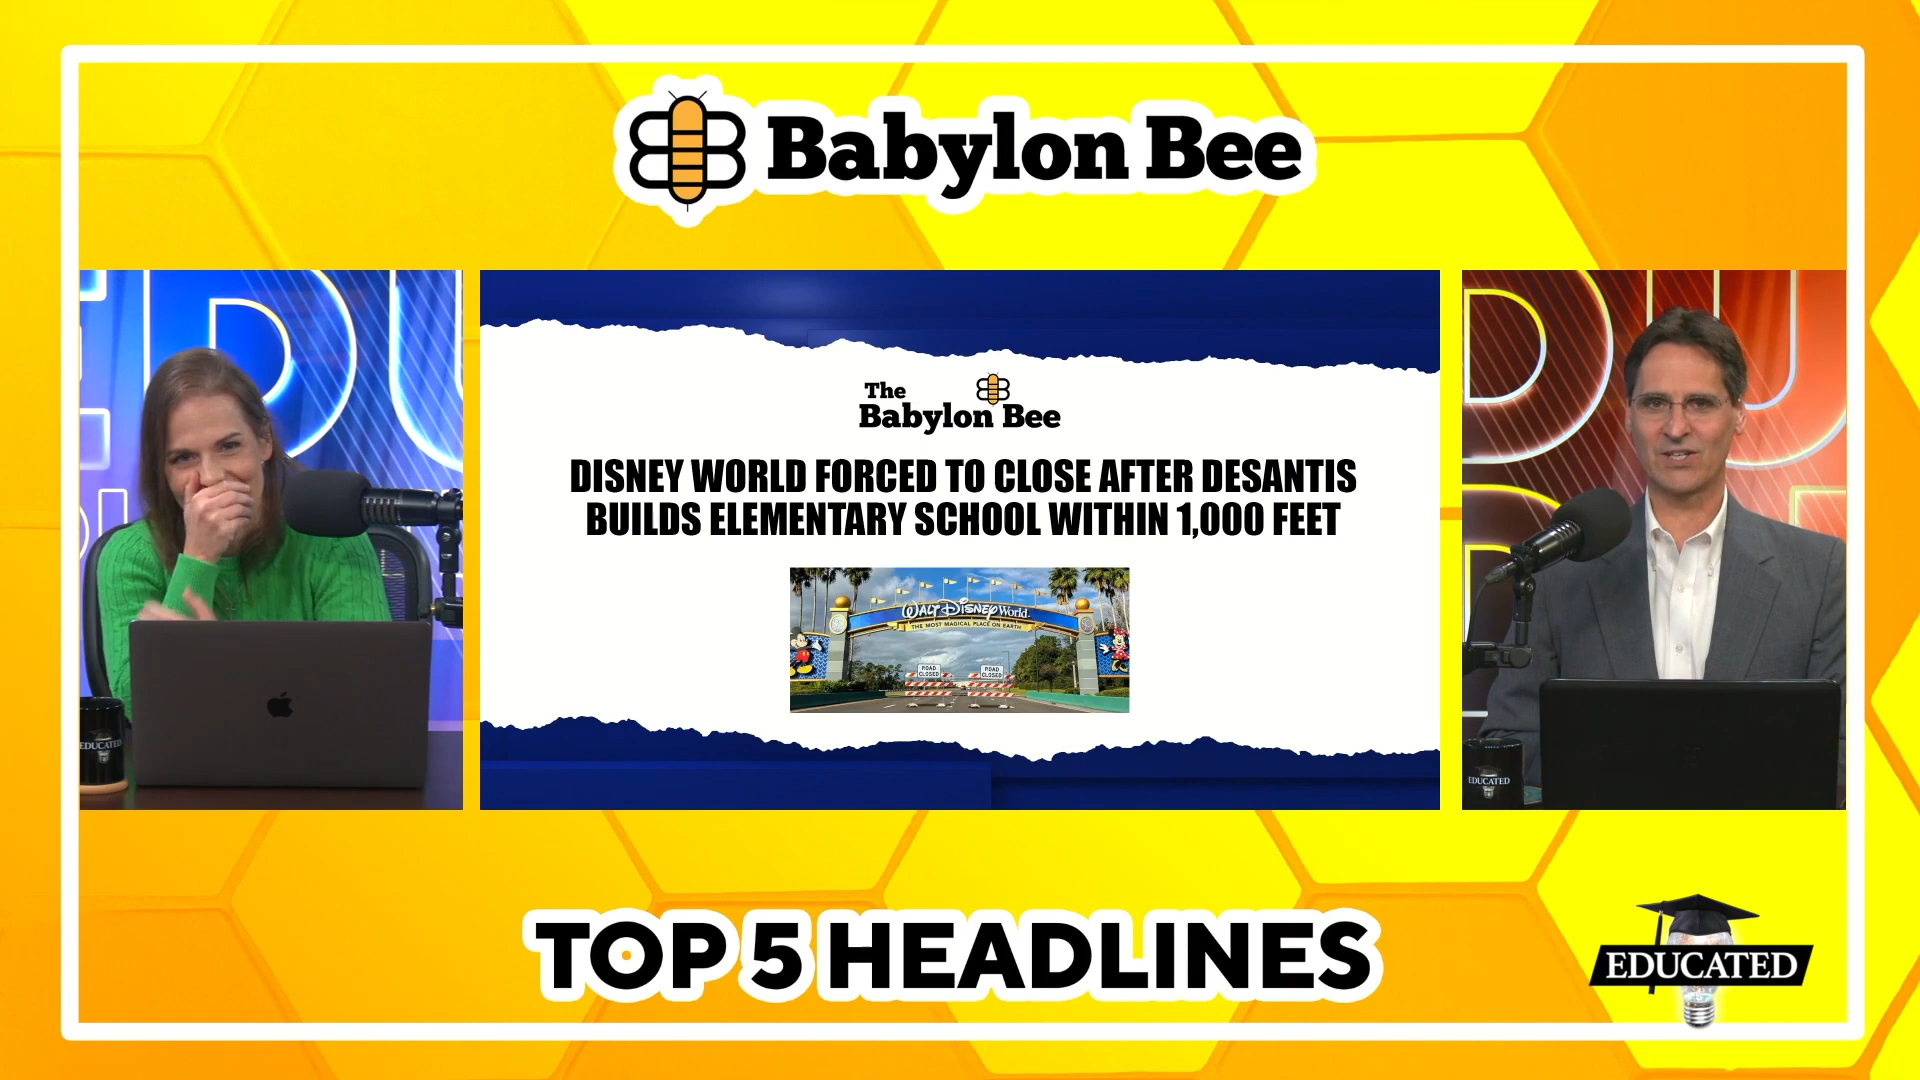 Babylon Bee
The
Babylon Bee
DISNEY WORLD FORCED TO CLOSE AFTER DESANTIS
BUILDS ELEMENTARY SCHOOL WITHIN 1,000 FEET
WALT DISNEY World
THE MOST MAGICAL PLACE ON EARTH
ROAD CLOSED
ROAD CLOSED
EDUCATED
EDUCATED
TOP 5 HEADLINES
EDUCATED